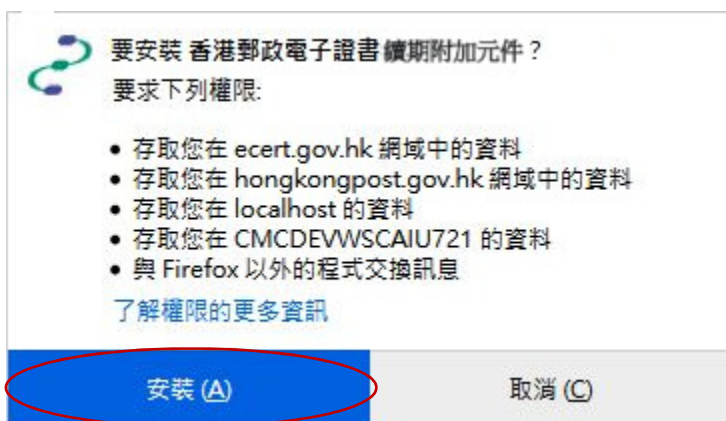 要安裝 香港郵政電子證書續期附加元件？
要求下列權限:
• 存取您在 ecert.gov.hk 網域中的資料
• 存取您在 hongkongpost.gov.hk 網域中的資料
• 存取您在 localhost 的資料
• 存取您在 CMCDEVWSCAIU721 的資料
• 與 Firefox 以外的程式交換訊息
了解權限的更多資訊
安裝 (A)
取消 (C)